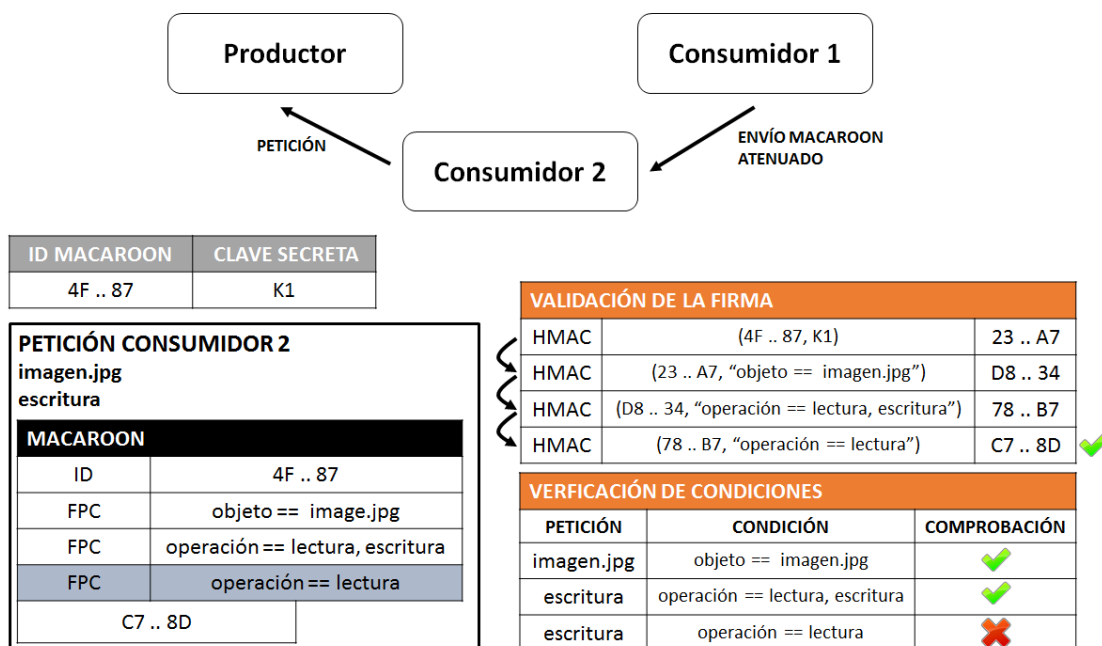 Productor
Consumidor 1
PETICIÓN
ENVÍO MACAROON
ATENUADO
Consumidor 2
ID MACAROON CLAVE SECRETA
4F .. 87 K1
PETICIÓN CONSUMIDOR 2
imagen.jpg
escritura
MACAROON
ID 4F .. 87
FPC objeto == image.jpg
FPC operación == lectura, escritura
FPC operación == lectura
C7 .. 8D
VALIDACIÓN DE LA FIRMA
HMAC (4F .. 87, K1) 23 .. A7
HMAC (23 .. A7, “objeto == imagen.jpg”) D8 .. 34
HMAC (D8 .. 34, “operación == lectura, escritura”) 78 .. B7
HMAC (78 .. B7, “operación == lectura”) C7 .. 8D
VERFICACIÓN DE CONDICIONES
PETICIÓN CONDICIÓN COMPROBACIÓN
imagen.jpg objeto == imagen.jpg
escritura operación == lectura, escritura
escritura operación == lectura